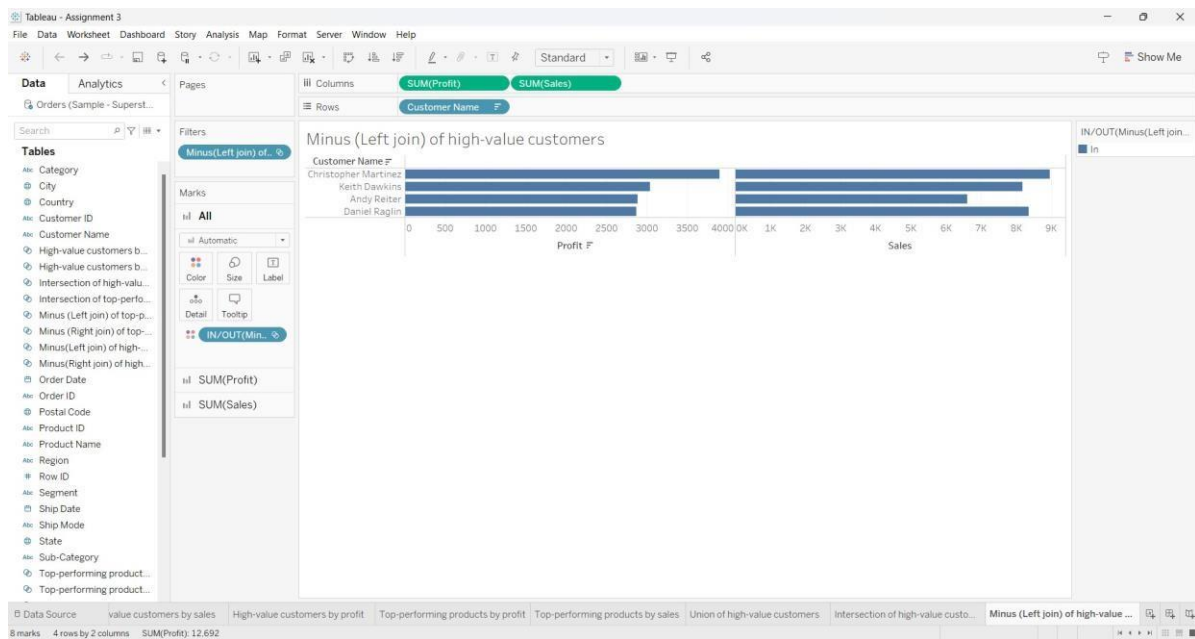 Tableau - Assignment 3
File Data Worksheet Dashboard Story Analysis Map Format Server Window Help
Standard
Show Me
Data Analytics
Pages
Columns
SUM(Profit)
SUM(Sales)
Orders (Sample - Superst...
Rows
Customer Name
Search
Tables
Abc Category
City
Country
Abc Customer ID
Abc Customer Name
High-value customers b...
High-value customers b...
Intersection of high-valu...
Intersection of top-perfo...
Minus (Left join) of top-p...
Minus (Right join) of top-...
Minus(Left join) of high-...
Minus(Right join) of high...
Order Date
Abc Order ID
Postal Code
Abc Product ID
Abc Product Name
Abc Region
# Row ID
Abc Segment
Ship Date
Abc Ship Mode
State
Abc Sub-Category
Top-performing product...
Top-performing product...
Filters
Minus(Left join) of..
Marks
All
Automatic
Color Size Label
Detail Tooltip
IN/OUT(Min..
SUM(Profit)
SUM(Sales)
Minus (Left join) of high-value customers
Customer Name
Christopher Martinez
Keith Dawkins
Andy Reiter
Daniel Raglin
0 500 1000 1500 2000 2500 3000 3500 4000
Profit
0K 1K 2K 3K 4K 5K 6K 7K 8K 9K
Sales
IN/OUT(Minus(Left join...
In
Data Source
value customers by sales
High-value customers by profit
Top-performing products by profit
Top-performing products by sales
Union of high-value customers
Intersection of high-value custo...
Minus (Left join) of high-value ...
8 marks 4 rows by 2 columns SUM(Profit): 12,692